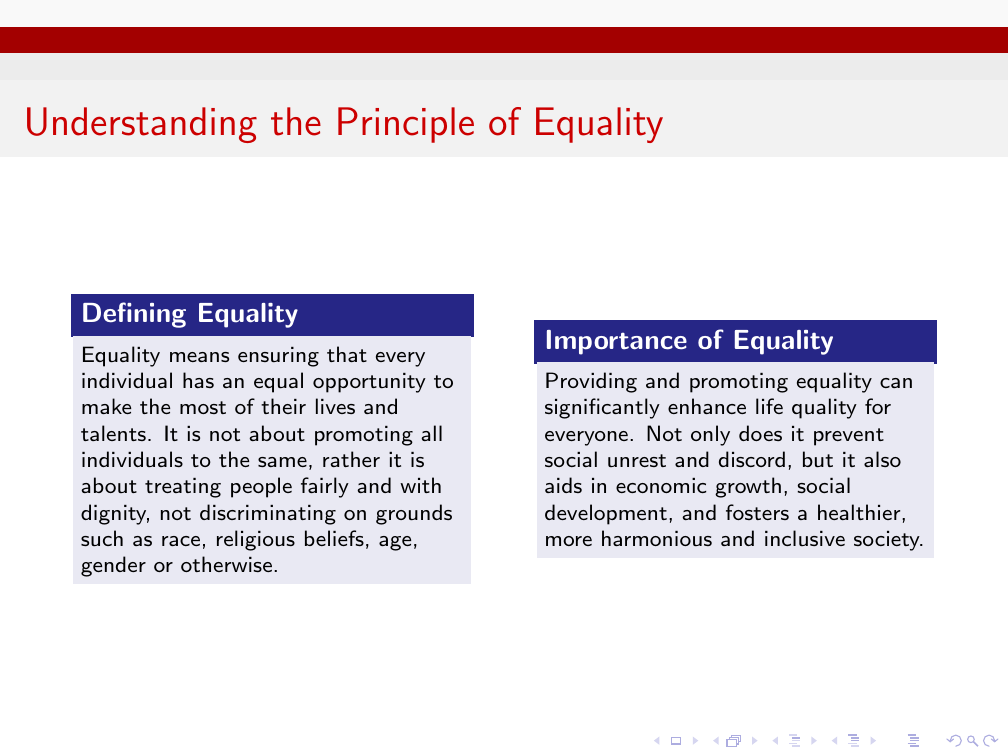 Understanding the Principle of Equality
Defining Equality
Equality means ensuring that every
individual has an equal opportunity to
make the most of their lives and
talents. It is not about promoting all
individuals to the same, rather it is
about treating people fairly and with
dignity, not discriminating on grounds
such as race, religious beliefs, age,
gender or otherwise.
Importance of Equality
Providing and promoting equality can
significantly enhance life quality for
everyone. Not only does it prevent
social unrest and discord, but it also
aids in economic growth, social
development, and fosters a healthier,
more harmonious and inclusive society.